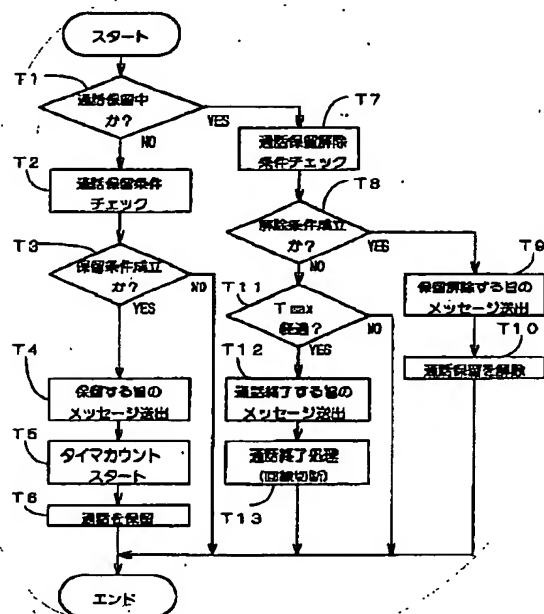 スタート
T1
通話保留中
か?
YES
NO
T2
通話保留条件
チェック
T3
保留条件成立
か?
NO
YES
T4
保留する旨の
メッセージ送出
T5
タイマカウント
スタート
T6
通話を保留
エンド
T7
通話保留解除
条件チェック
T8
解除条件成立
か?
YES
NO
T11
Tmax
経過?
NO
YES
T12
通話終了する旨の
メッセージ送出
通話終了処理
(回線切断)
T13
T9
保留解除する旨の
メッセージ送出
T10
通話保留を解除